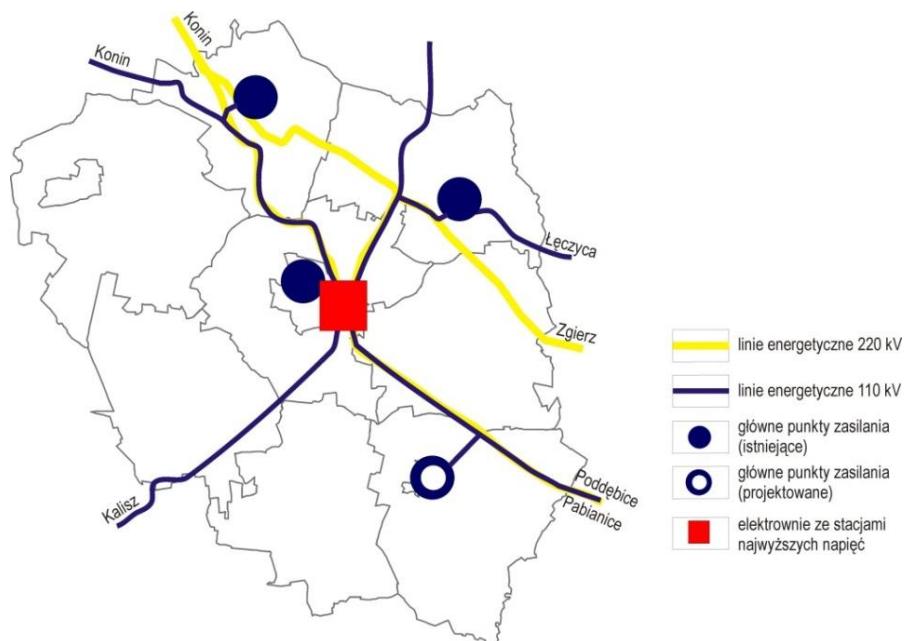 Konin
Konin
Łęczyca
Zgierz
Kalisz
Poddębice
Pabianice
linie energetyczne 220 kV
linie energetyczne 110 kV
główne punkty zasilania
(istniejące)
główne punkty zasilania
(projektowane)
elektrownie ze stacjami
najwyższych napięć